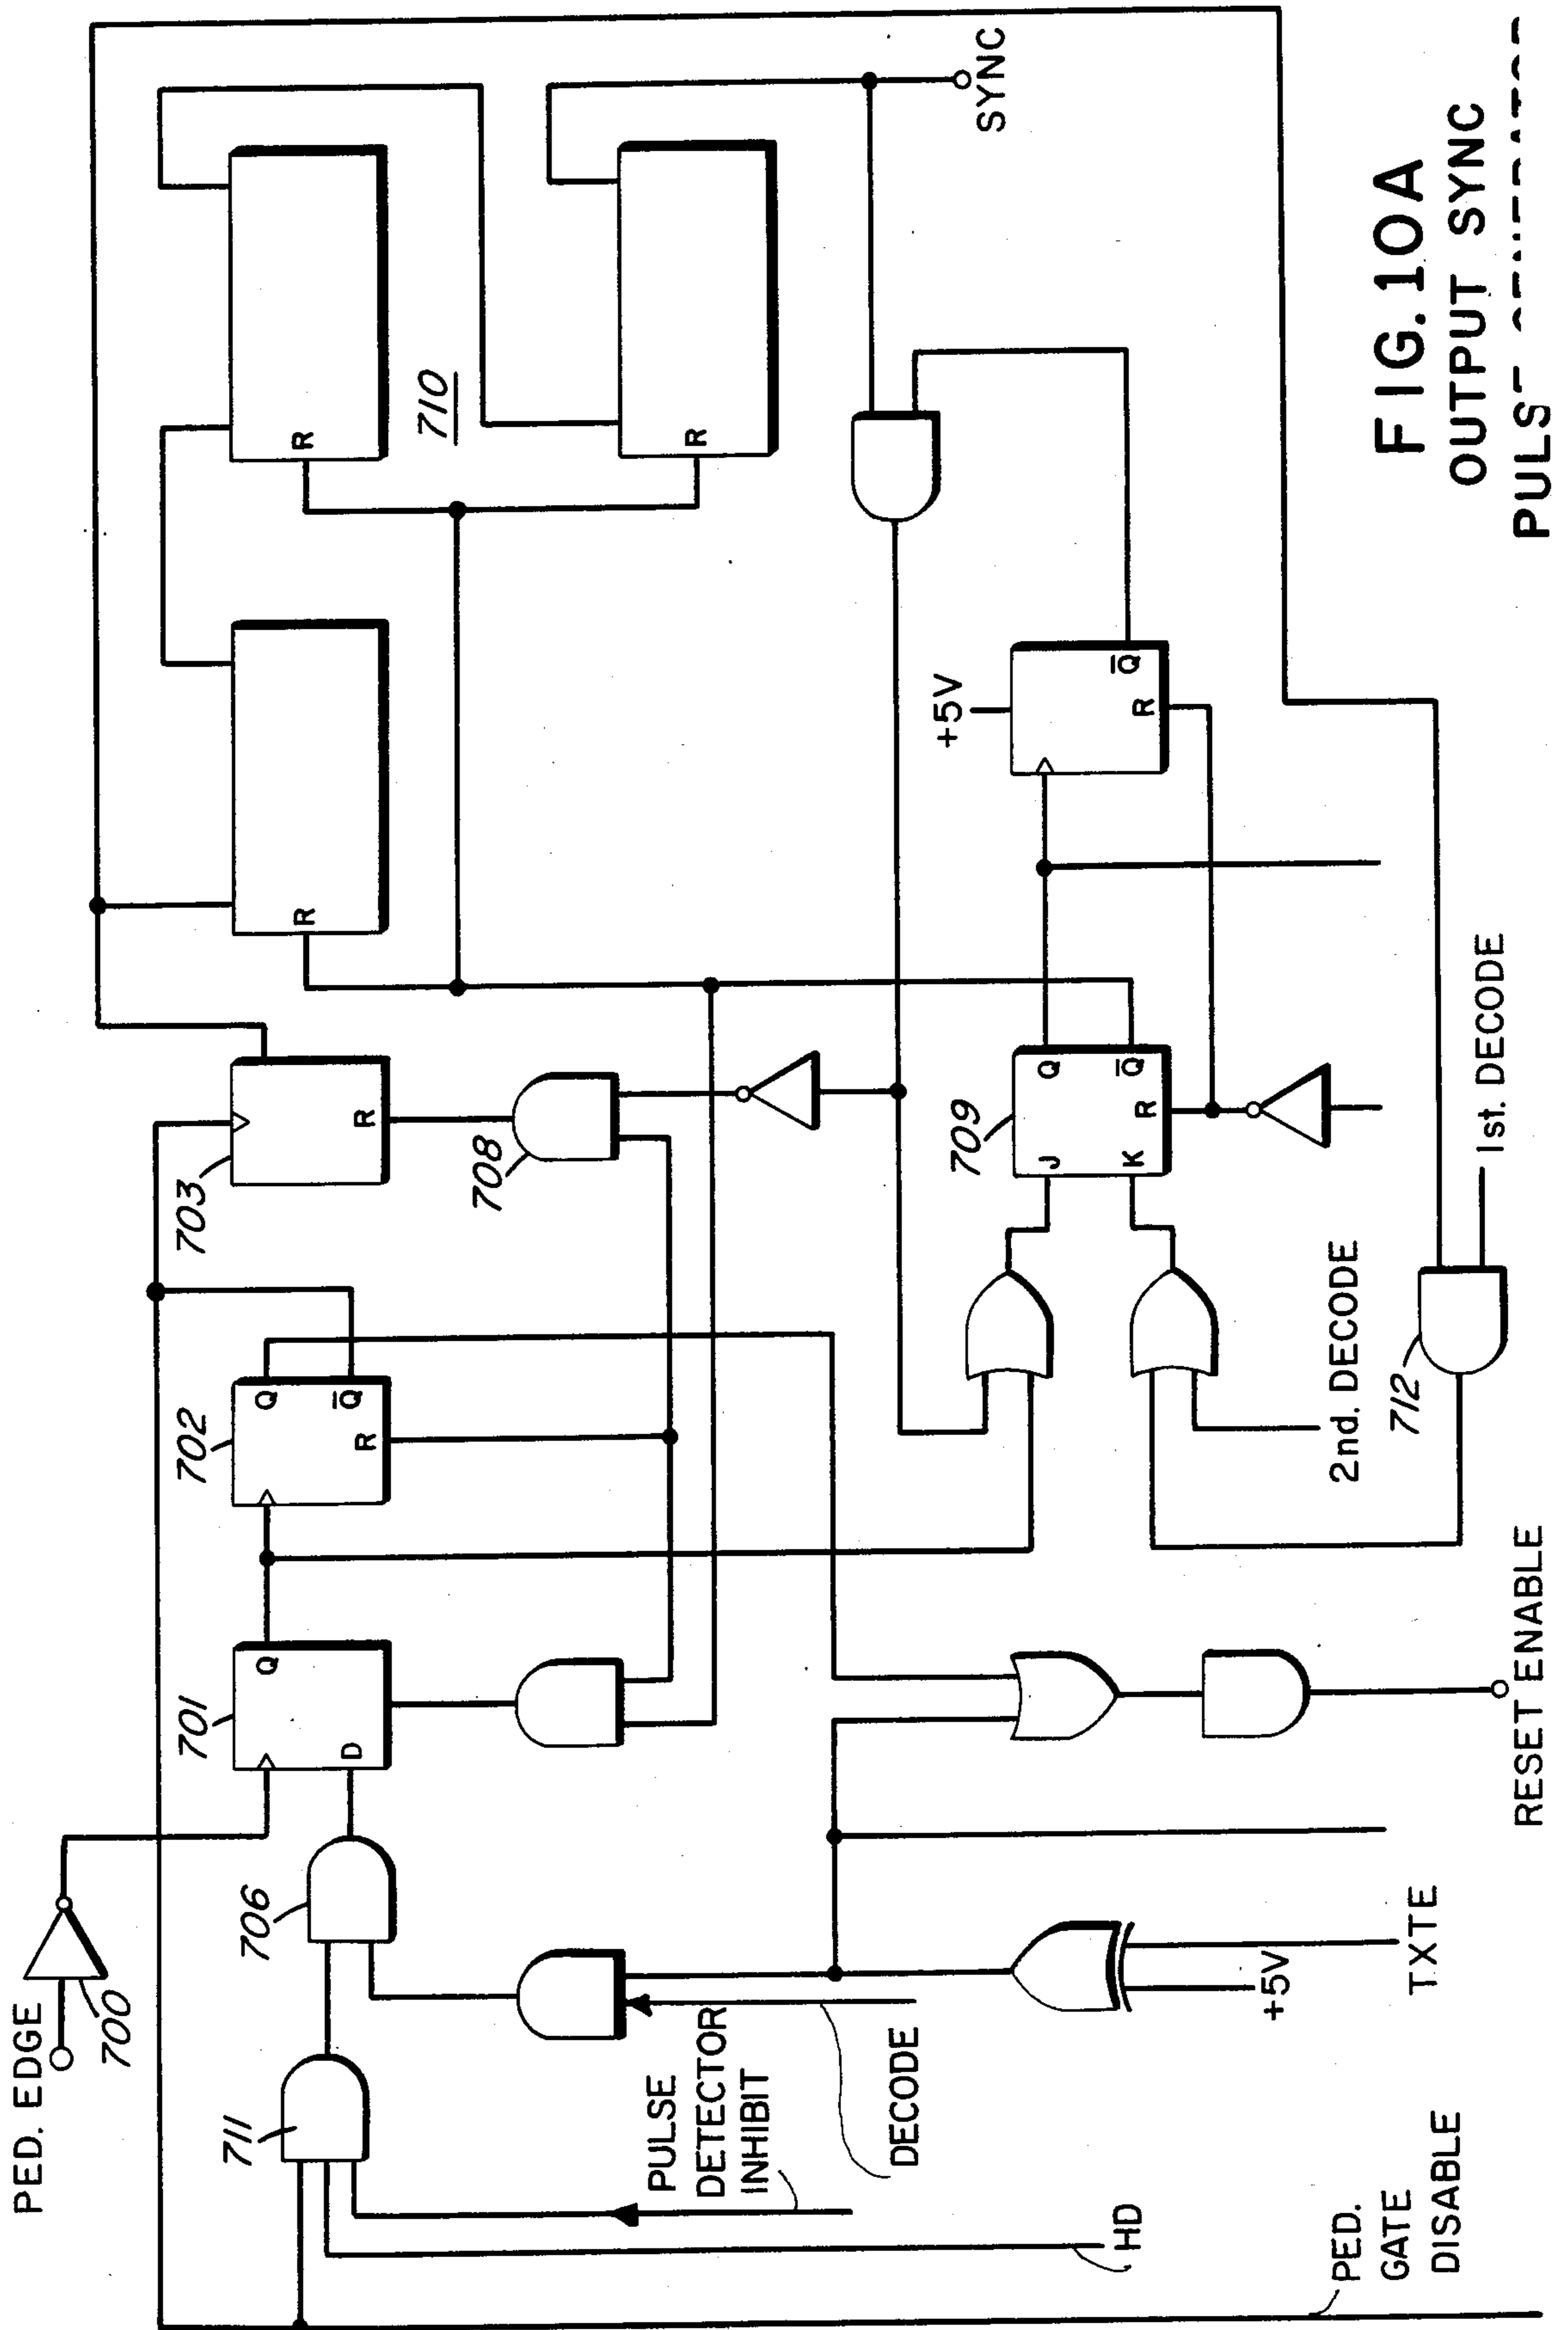 PED. EDGE
700
711
706
701
Q
D
702
Q
Q̅
R
703
R
708
R
R
710
R
SYNC
PULSE
DETECTOR
INHIBIT
DECODE
HD
PED.
GATE
DISABLE
+5V
TXTE
RESET ENABLE
709
J
K
Q
Q̅
R
+5V
Q̅
R
2nd. DECODE
712
1st. DECODE
FIG. 10A
OUTPUT SYNC